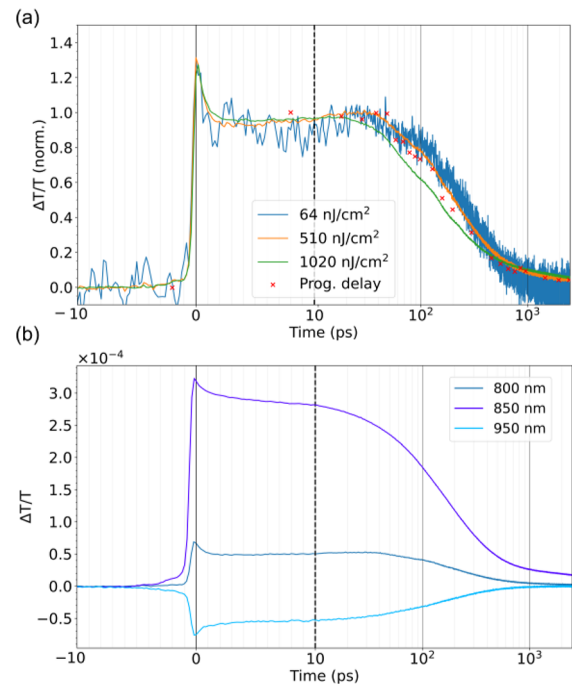 (a)
1.4
1.2
1.0
0.8
0.6
0.4
0.2
0.0
ΔT/T (norm.)
64 nJ/cm²
510 nJ/cm²
1020 nJ/cm²
Prog. delay
−10 0 10 10² 10³
Time (ps)
(b)
×10⁻⁴
3.0
2.5
2.0
1.5
1.0
0.5
0.0
−0.5
ΔT/T
800 nm
850 nm
950 nm
−10 0 10 10² 10³
Time (ps)